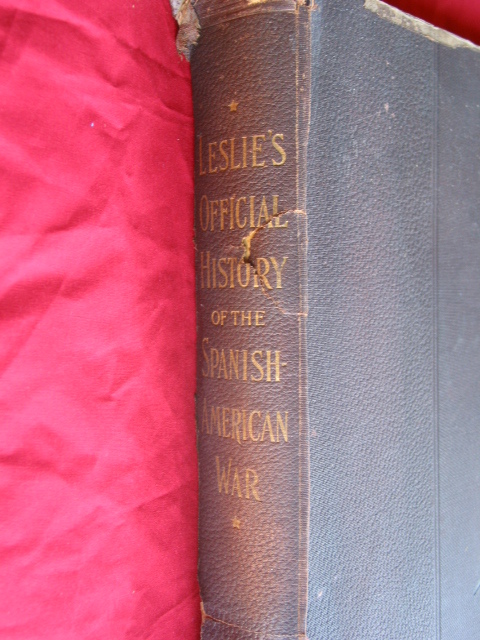 LESLIE'S
OFFICIAL
HISTORY
OF THE
SPANISH-
AMERICAN
WAR